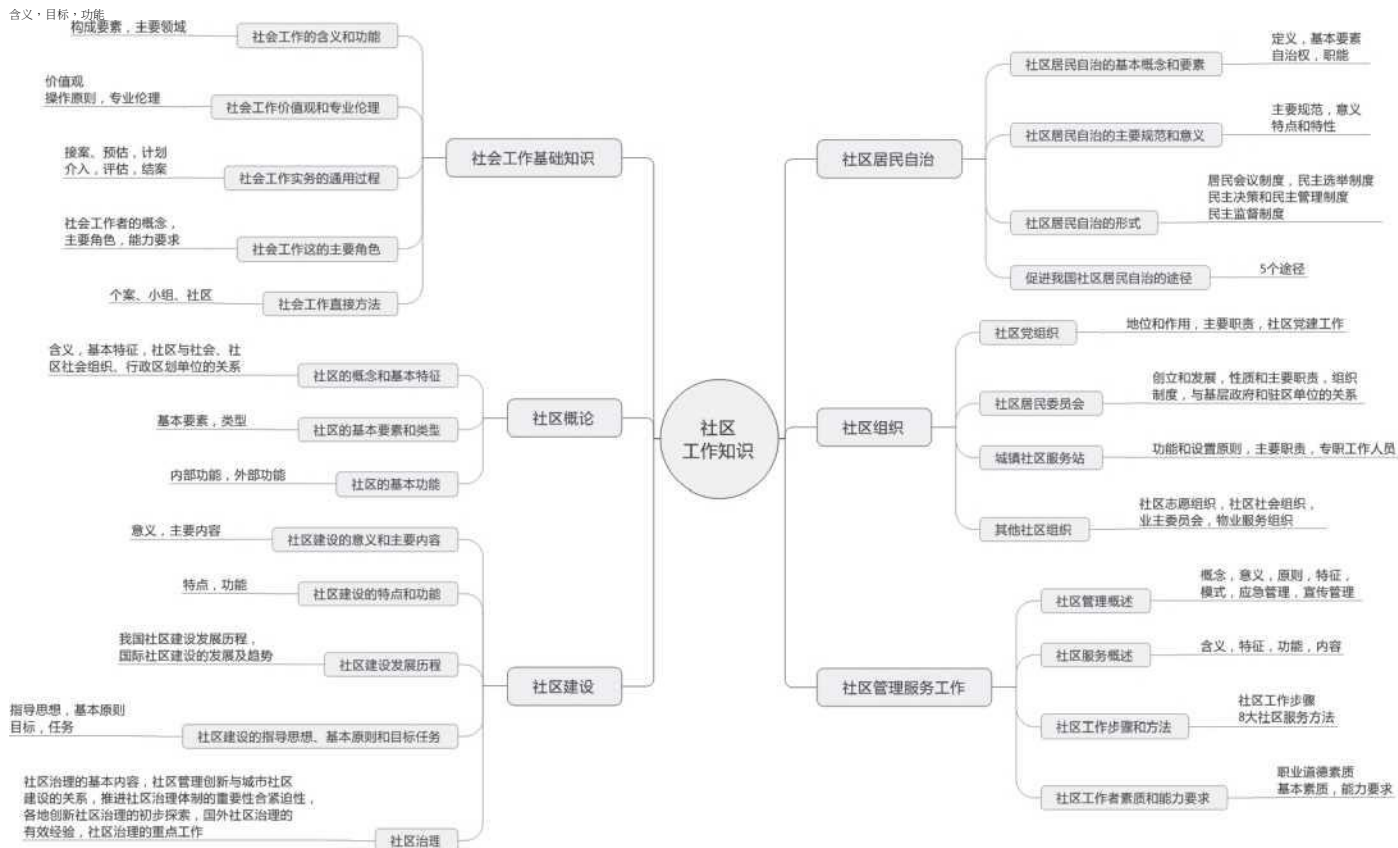 含义，目标，功能
构成要素，主要领域
社会工作的含义和功能
价值观
操作原则，专业伦理
社会工作价值观和专业伦理
接案、预估，计划
介入，评估，结案
社会工作实务的通用过程
社会工作者的概念，
主要角色，能力要求
社会工作这的主要角色
个案、小组、社区
社会工作直接方法
社会工作基础知识
含义，基本特征，社区与社会、社
区社会组织、行政区划单位的关系
社区的概念和基本特征
基本要素，类型
社区的基本要素和类型
内部功能，外部功能
社区的基本功能
社区概论
意义，主要内容
社区建设的意义和主要内容
特点，功能
社区建设的特点和功能
我国社区建设发展历程，
国际社区建设的发展及趋势
社区建设发展历程
指导思想，基本原则
目标，任务
社区建设的指导思想、基本原则和目标任务
社区治理的基本内容，社区管理创新与城市社区
建设的关系，推进社区治理体制的重要性合紧迫性，
各地创新社区治理的初步探索，国外社区治理的
有效经验，社区治理的重点工作
社区治理
社区建设
社区
工作知识
社区居民自治
社区居民自治的基本概念和要素
定义，基本要素
自治权，职能
社区居民自治的主要规范和意义
主要规范，意义
特点和特性
社区居民自治的形式
居民会议制度，民主选举制度
民主决策和民主管理制度
民主监督制度
促进我国社区居民自治的途径
5个途径
社区组织
社区党组织
地位和作用，主要职责，社区党建工作
社区居民委员会
创立和发展，性质和主要职责，组织
制度，与基层政府和驻区单位的关系
城镇社区服务站
功能和设置原则，主要职责，专职工作人员
其他社区组织
社区志愿组织，社区社会组织，
业主委员会，物业服务组织
社区管理服务工作
社区管理概述
概念，意义，原则，特征，
模式，应急管理，宣传管理
社区服务概述
含义，特征，功能，内容
社区工作步骤和方法
社区工作步骤
8大社区服务方法
社区工作者素质和能力要求
职业道德素质
基本素质，能力要求